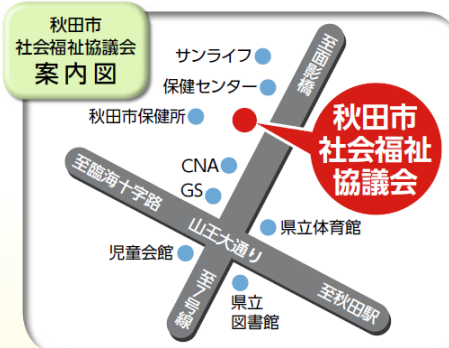 秋田市
社会福祉協議会
案内図
サンライフ
保健センター
秋田市保健所
至面影橋
秋田市
社会福祉
協議会
CNA
GS
至臨海十字路
山王大通り
県立体育館
児童会館
至7号線
県立
図書館
至秋田駅